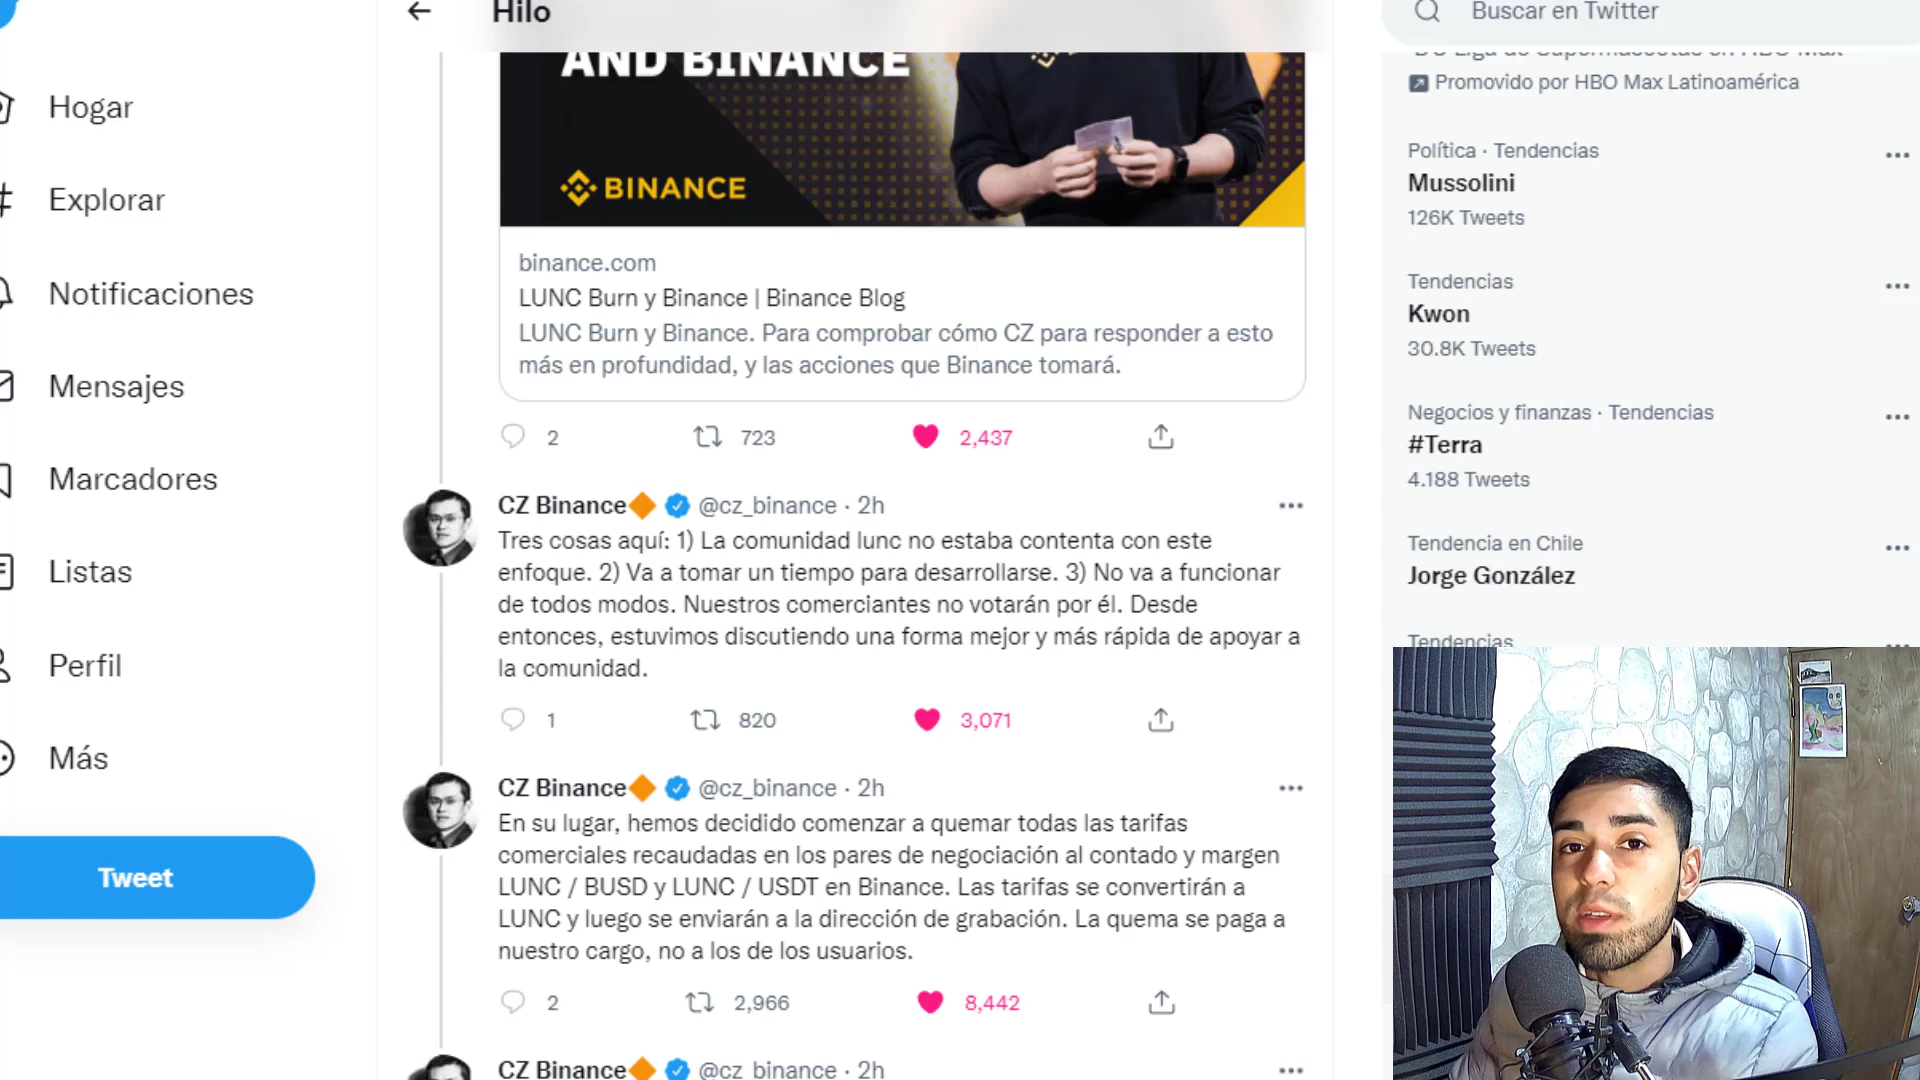 Hilo
Buscar en Twitter
Hogar
Explorar
Notificaciones
Mensajes
Marcadores
Listas
Perfil
Más
Tweet
AND BINANCE
BINANCE
binance.com
LUNC Burn y Binance | Binance Blog
LUNC Burn y Binance. Para comprobar cómo CZ para responder a esto
más en profundidad, y las acciones que Binance tomará.
2 723 2,437
CZ Binance @cz_binance · 2h
Tres cosas aquí: 1) La comunidad lunc no estaba contenta con este
enfoque. 2) Va a tomar un tiempo para desarrollarse. 3) No va a funcionar
de todos modos. Nuestros comerciantes no votarán por él. Desde
entonces, estuvimos discutiendo una forma mejor y más rápida de apoyar a
la comunidad.
1 820 3,071
CZ Binance @cz_binance · 2h
En su lugar, hemos decidido comenzar a quemar todas las tarifas
comerciales recaudadas en los pares de negociación al contado y margen
LUNC / BUSD y LUNC / USDT en Binance. Las tarifas se convertirán a
LUNC y luego se enviarán a la dirección de grabación. La quema se paga a
nuestro cargo, no a los de los usuarios.
2 2,966 8,442
CZ Binance @cz_binance · 2h
DC Liga de Supermascotas en HBO Max
Promovido por HBO Max Latinoamérica
Política · Tendencias
Mussolini
126K Tweets
Tendencias
Kwon
30.8K Tweets
Negocios y finanzas · Tendencias
#Terra
4.188 Tweets
Tendencia en Chile
Jorge González
Tendencias